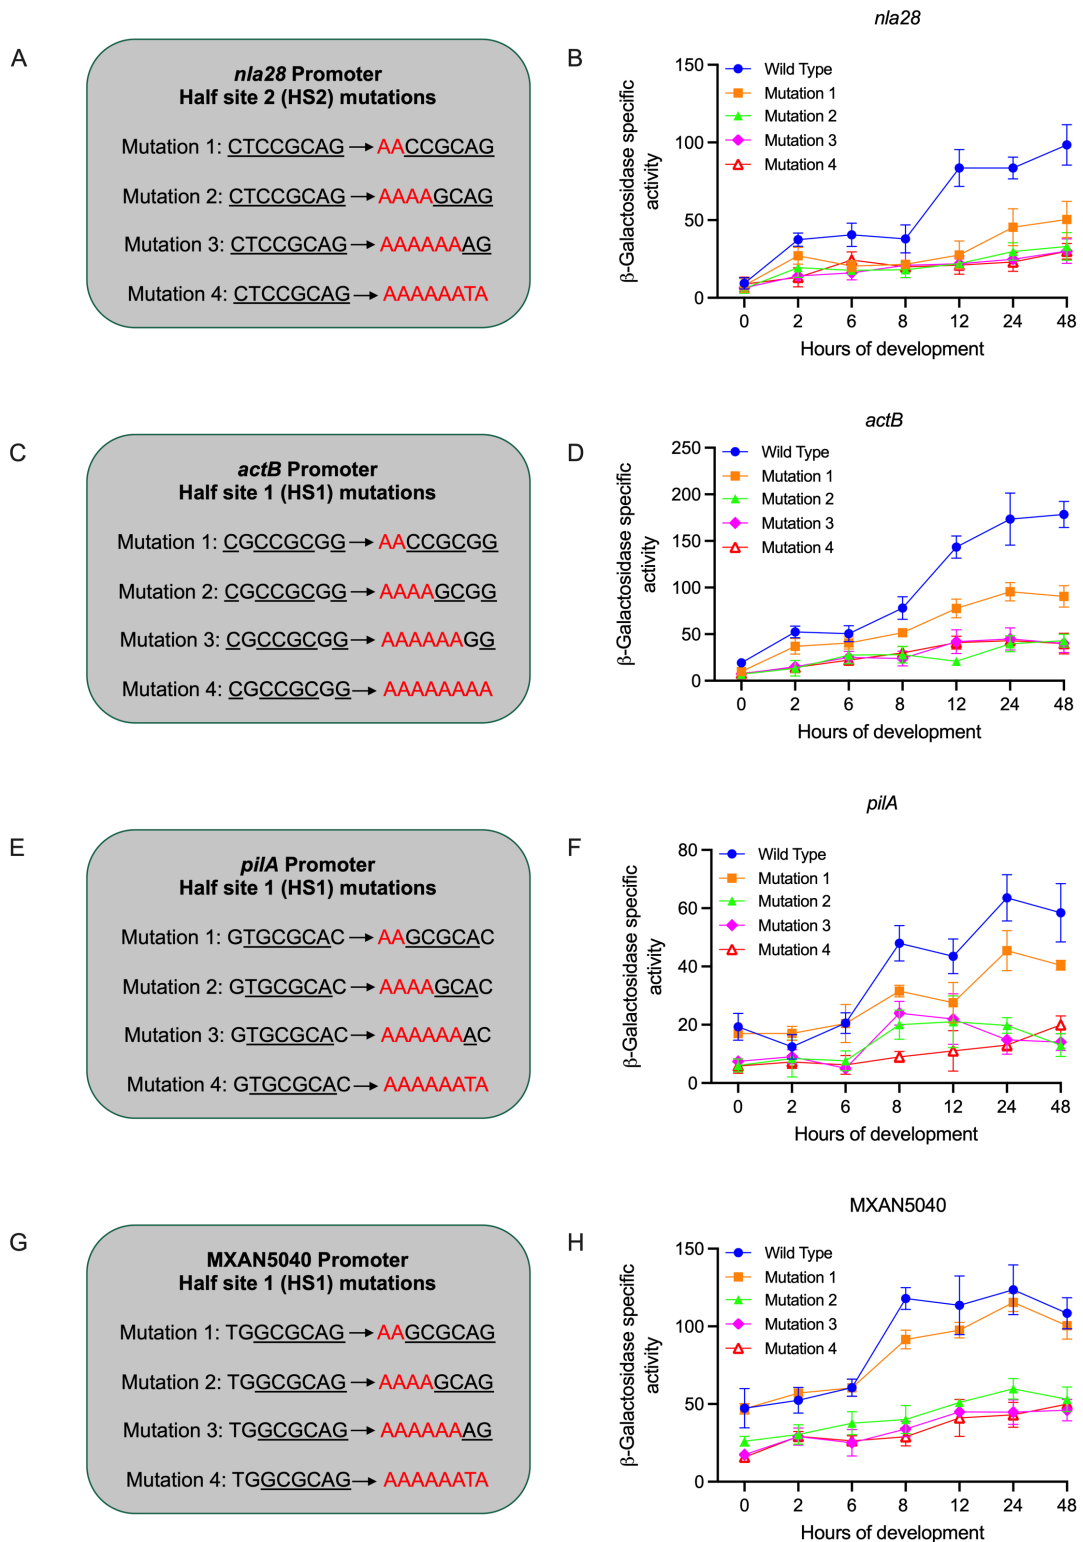 A
nla28 Promoter
Half site 2 (HS2) mutations
Mutation 1: CTCCGCAG → AACCGCAG
Mutation 2: CTCCGCAG → AAAAGCAG
Mutation 3: CTCCGCAG → AAAAAAAG
Mutation 4: CTCCGCAG → AAAAAATA
B
nla28
Wild Type
Mutation 1
Mutation 2
Mutation 3
Mutation 4
150
100
50
0
β-Galactosidase specific
activity
0 2 6 8 12 24 48
Hours of development
C
actB Promoter
Half site 1 (HS1) mutations
Mutation 1: CGCCGCGG → AACCGCGG
Mutation 2: CGCCGCGG → AAAAGCGG
Mutation 3: CGCCGCGG → AAAAAAGG
Mutation 4: CGCCGCGG → AAAAAAAA
D
actB
Wild Type
Mutation 1
Mutation 2
Mutation 3
Mutation 4
250
200
150
100
50
0
β-Galactosidase specific
activity
0 2 6 8 12 24 48
Hours of development
E
pilA Promoter
Half site 1 (HS1) mutations
Mutation 1: GTGCGCAC → AAGCGCAC
Mutation 2: GTGCGCAC → AAAAGCAC
Mutation 3: GTGCGCAC → AAAAAAAC
Mutation 4: GTGCGCAC → AAAAAATA
F
pilA
Wild Type
Mutation 1
Mutation 2
Mutation 3
Mutation 4
80
60
40
20
0
β-Galactosidase specific
activity
0 2 6 8 12 24 48
Hours of development
G
MXAN5040 Promoter
Half site 1 (HS1) mutations
Mutation 1: TGGCGCAG → AAGCGCAG
Mutation 2: TGGCGCAG → AAAAGCAG
Mutation 3: TGGCGCAG → AAAAAAAG
Mutation 4: TGGCGCAG → AAAAAATA
H
MXAN5040
Wild Type
Mutation 1
Mutation 2
Mutation 3
Mutation 4
150
100
50
0
β-Galactosidase specific
activity
0 2 6 8 12 24 48
Hours of development